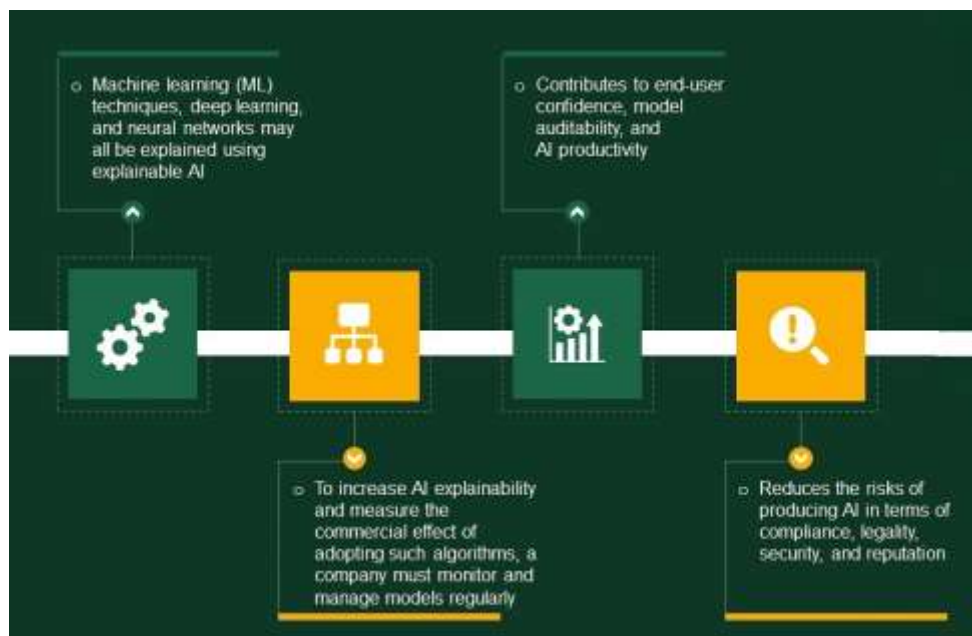 o Machine learning (ML)
techniques, deep learning,
and neural networks may
all be explained using
explainable AI
o To increase AI explainability
and measure the
commercial effect of
adopting such algorithms, a
company must monitor and
manage models regularly
o Contributes to end-user
confidence, model
auditability, and
AI productivity
o Reduces the risks of
producing AI in terms of
compliance, legality,
security, and reputation